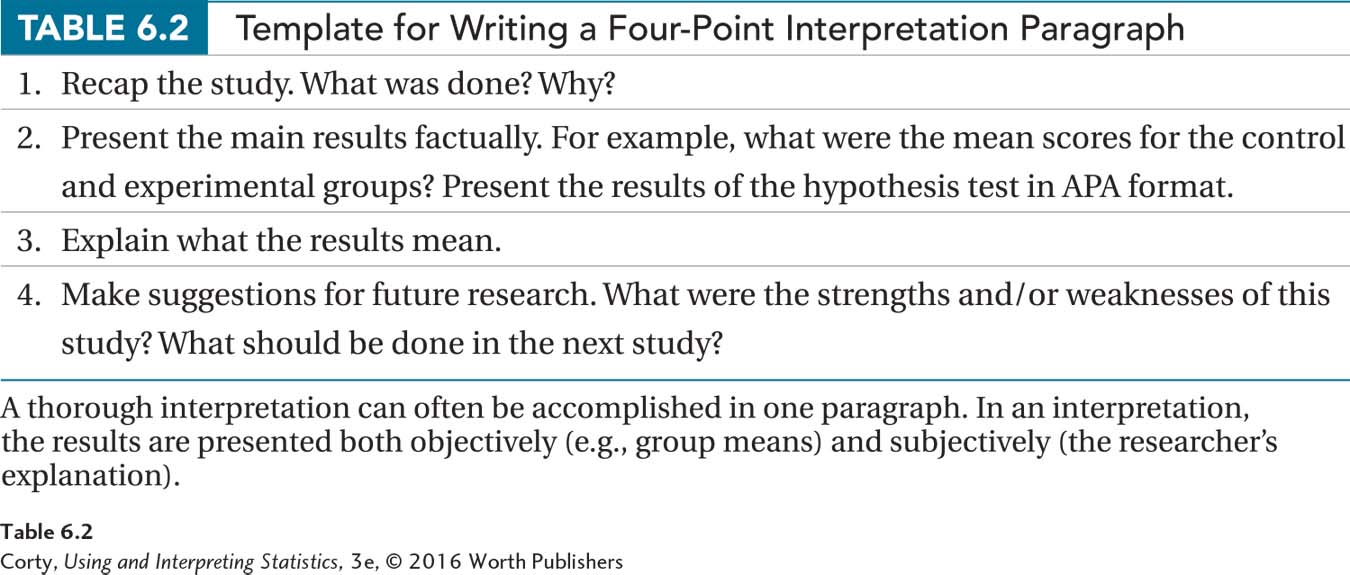 TABLE 6.2 Template for Writing a Four-Point Interpretation Paragraph
1. Recap the study. What was done? Why?
2. Present the main results factually. For example, what were the mean scores for the control
and experimental groups? Present the results of the hypothesis test in APA format.
3. Explain what the results mean.
4. Make suggestions for future research. What were the strengths and/or weaknesses of this
study? What should be done in the next study?
A thorough interpretation can often be accomplished in one paragraph. In an interpretation,
the results are presented both objectively (e.g., group means) and subjectively (the researcher's
explanation).
Table 6.2
Corty, Using and Interpreting Statistics, 3e, © 2016 Worth Publishers